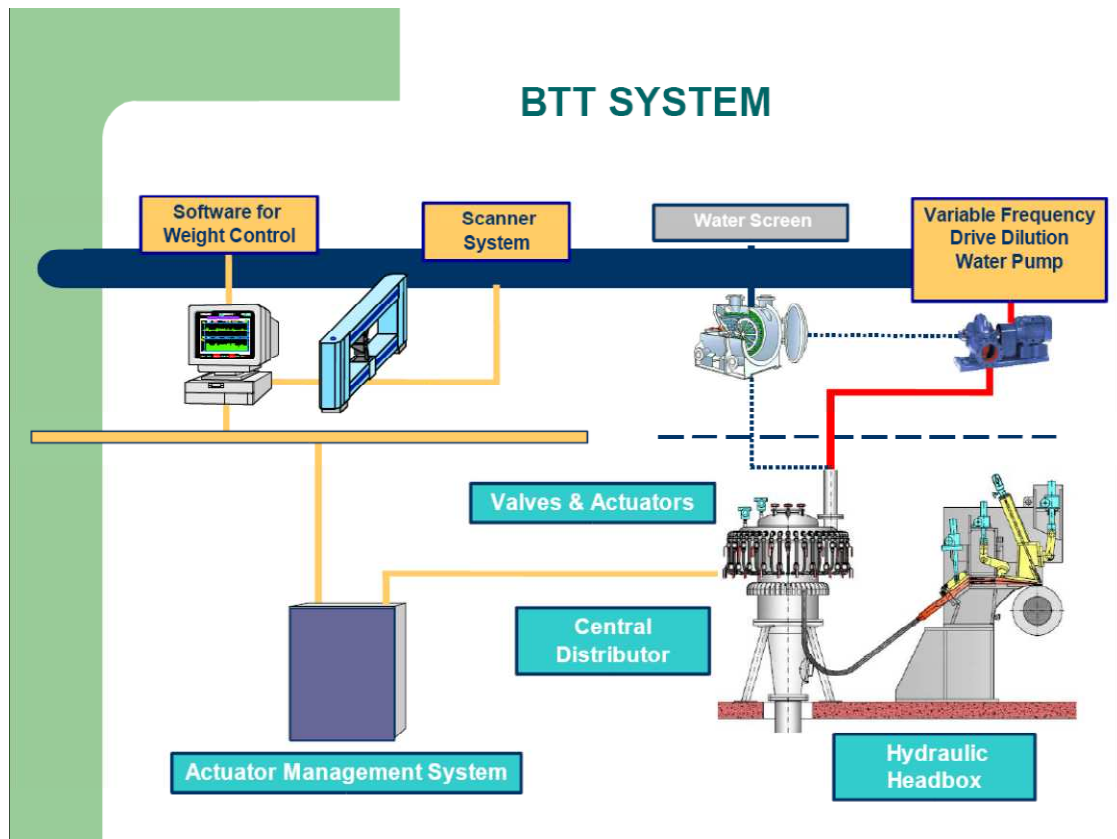 BTT SYSTEM
Software for
Weight Control
Scanner
System
Water Screen
Variable Frequency
Drive Dilution
Water Pump
Valves & Actuators
Central
Distributor
Actuator Management System
Hydraulic
Headbox